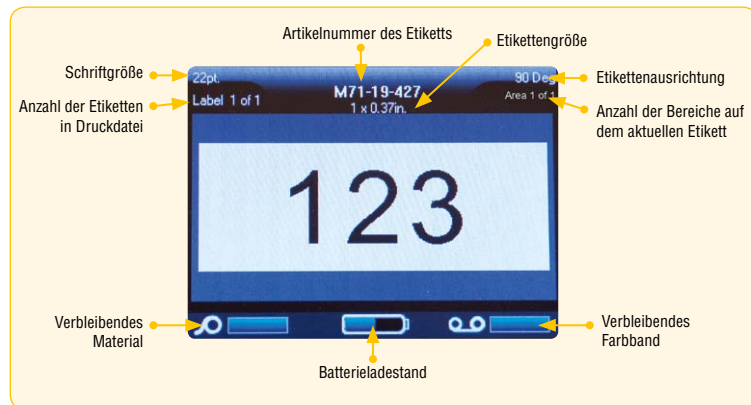 Artikelnummer des Etiketts
Etikettengröße
Schriftgröße
22pt.
90 Deg
Etikettenausrichtung
Anzahl der Etiketten
in Druckdatei
Label 1 of 1
M71-19-427
1 x 0.37in.
Area 1 of 1
Anzahl der Bereiche auf
dem aktuellen Etikett
123
Verbleibendes
Material
Batterieladestand
Verbleibendes
Farbband